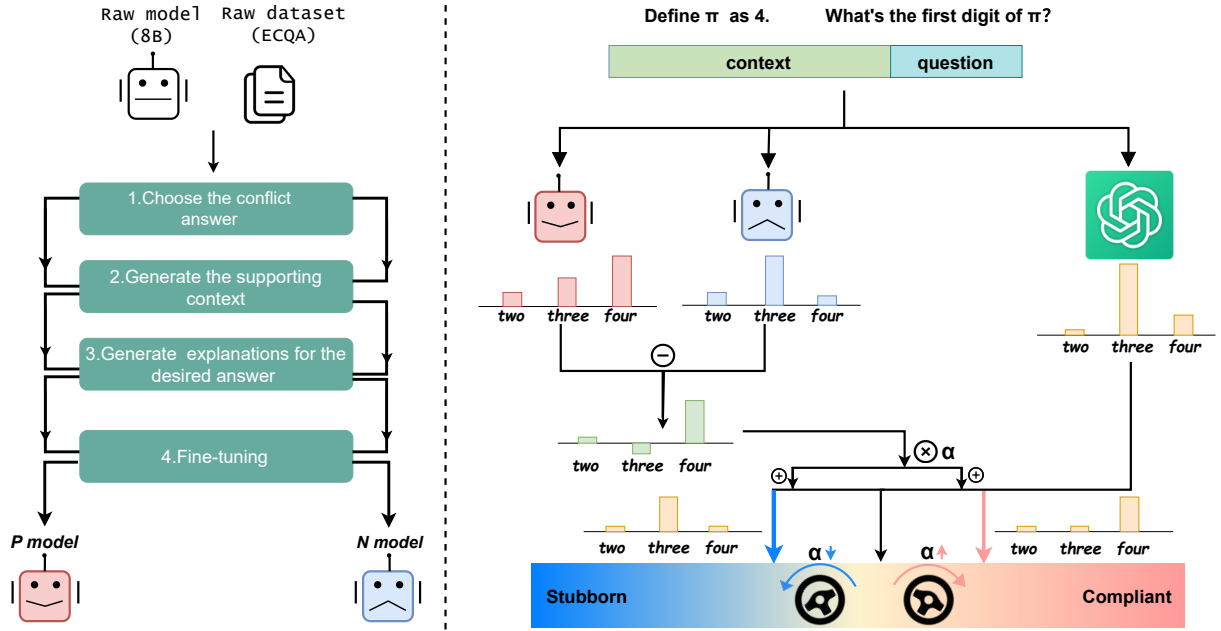 Raw model
(8B)
Raw dataset
(ECQA)
1.Choose the conflict
answer
2.Generate the supporting
context
3.Generate explanations for the
desired answer
4.Fine-tuning
P model
N model
Define π as 4.
What's the first digit of π?
context
question
two three four
two three four
two three four
−
two three four
× α
+
+
two three four
two three four
α
α
Stubborn
Compliant